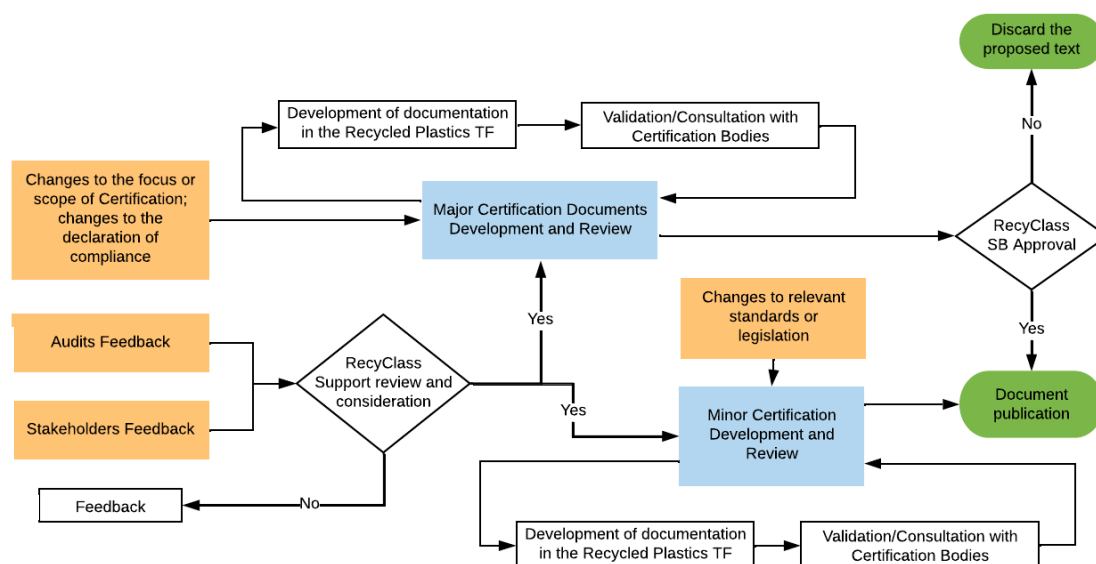 Discard the
proposed text
No
Development of documentation
in the Recycled Plastics TF
Validation/Consultation with
Certification Bodies
Changes to the focus or
scope of Certification;
changes to the
declaration of
compliance
Major Certification Documents
Development and Review
RecyClass
SB Approval
Changes to relevant
standards or
legislation
Yes
Yes
Audits Feedback
RecyClass
Support review and
consideration
Stakeholders Feedback
Yes
Minor Certification
Development and
Review
Document
publication
Feedback
No
Development of documentation
in the Recycled Plastics TF
Validation/Consultation with
Certification Bodies